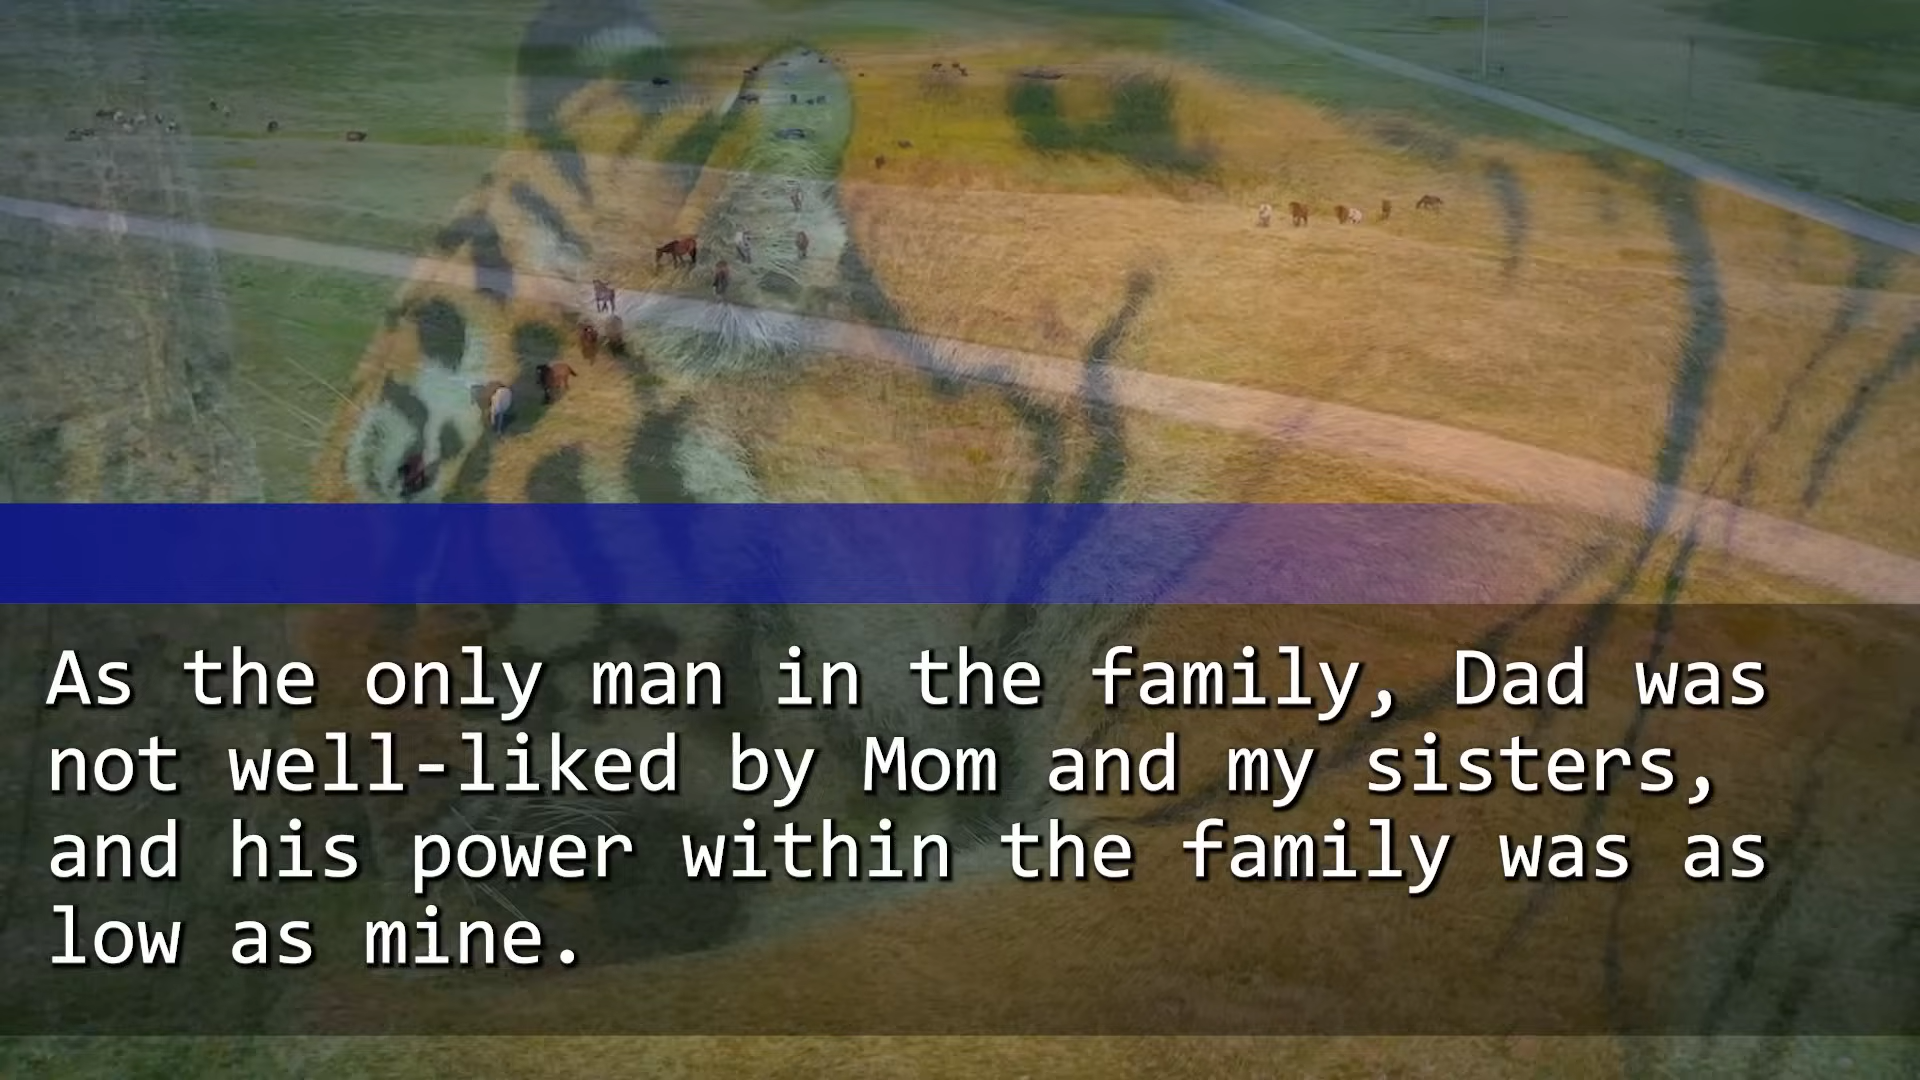 As the only man in the family, Dad was
not well-liked by Mom and my sisters,
and his power within the family was as
low as mine.